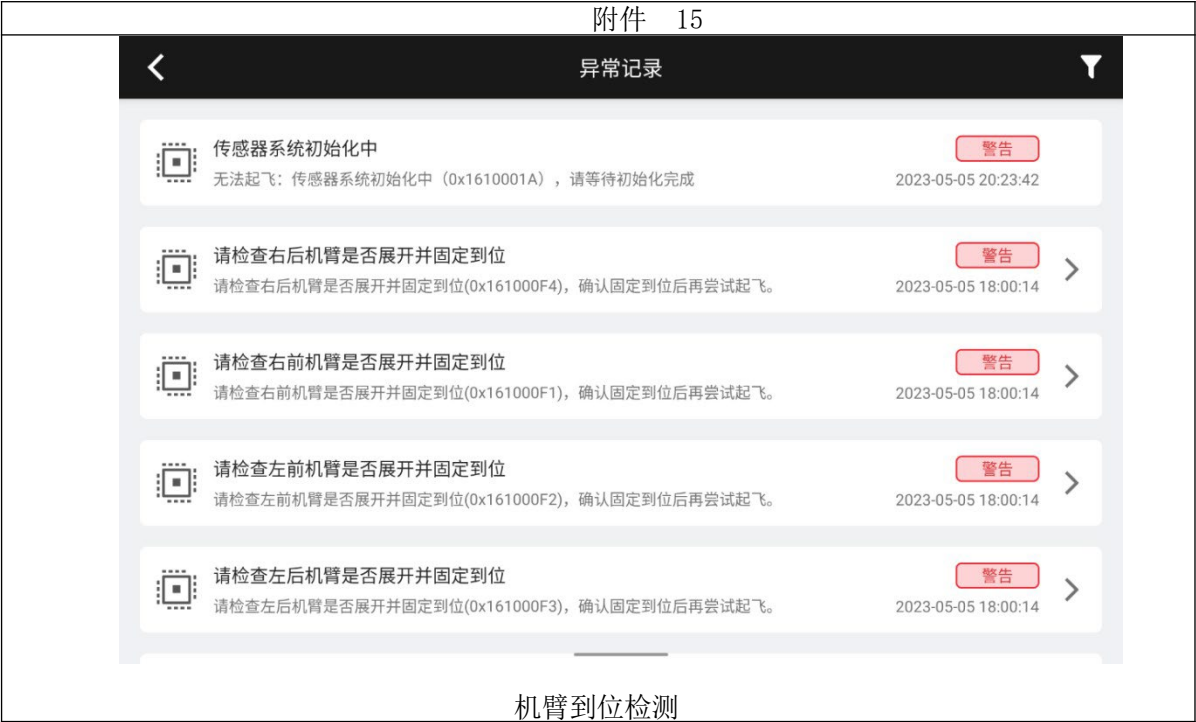 附件 15
异常记录
传感器系统初始化中
警告
无法起飞：传感器系统初始化中（0x1610001A），请等待初始化完成
2023-05-05 20:23:42
请检查右后机臂是否展开并固定到位
警告
请检查右后机臂是否展开并固定到位(0x161000F4)，确认固定到位后再尝试起飞。
2023-05-05 18:00:14
请检查右前机臂是否展开并固定到位
警告
请检查右前机臂是否展开并固定到位(0x161000F1)，确认固定到位后再尝试起飞。
2023-05-05 18:00:14
请检查左前机臂是否展开并固定到位
警告
请检查左前机臂是否展开并固定到位(0x161000F2)，确认固定到位后再尝试起飞。
2023-05-05 18:00:14
请检查左后机臂是否展开并固定到位
警告
请检查左后机臂是否展开并固定到位(0x161000F3)，确认固定到位后再尝试起飞。
2023-05-05 18:00:14
机臂到位检测